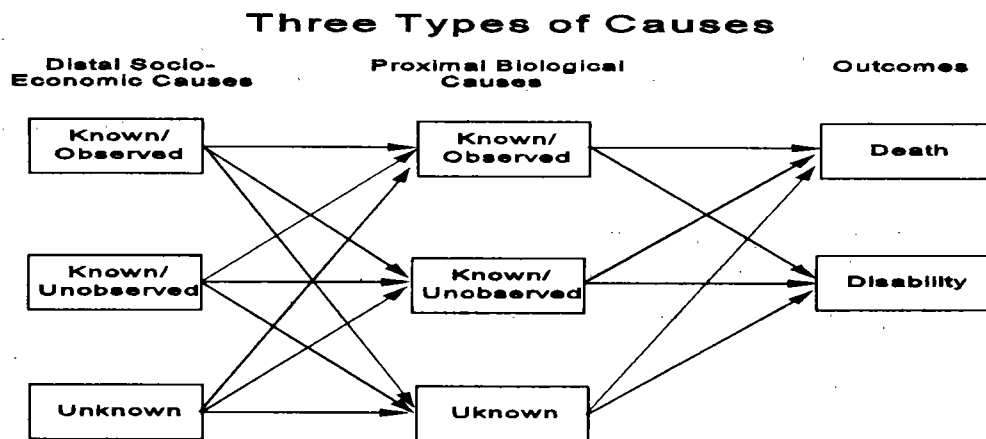 Three Types of Causes
Distal Socio-
Economic Causes
Proximal Biological
Causes
Outcomes
Known/
Observed
Known/
Observed
Death
Known/
Unobserved
Known/
Unobserved
Disability
Unknown
Uknown